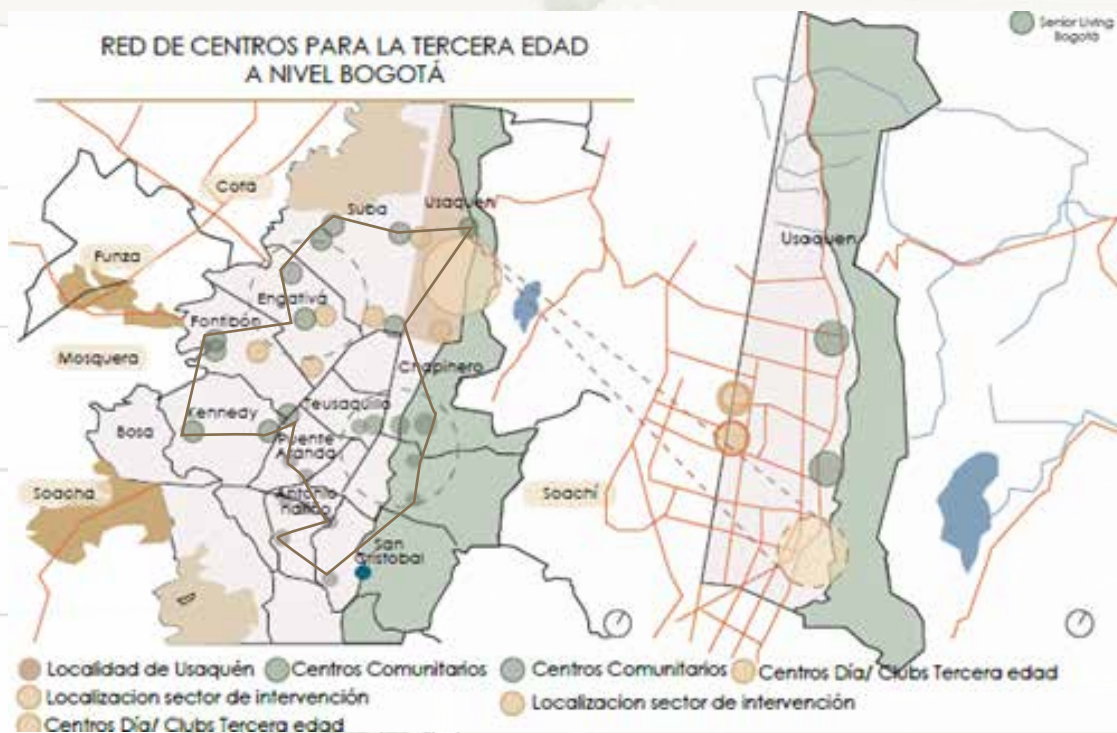 RED DE CENTROS PARA LA TERCERA EDAD
A NIVEL BOGOTÁ
Senior Living
Bogotá
Cota
Suba
Usaquen
Funza
Engativá
Fontibón
Mosquera
Chapinero
Kennedy
Teusaquillo
Bosa
Puente
Aranda
Soacha
Antonio
Nariño
San
Cristobal
Usaquen
Soachí
Localidad de Usaquén
Centros Comunitarios
Localizacion sector de intervención
Centros Día/ Clubs Tercera edad
Centros Comunitarios
Centros Día/ Clubs Tercera edad
Localizacion sector de intervención